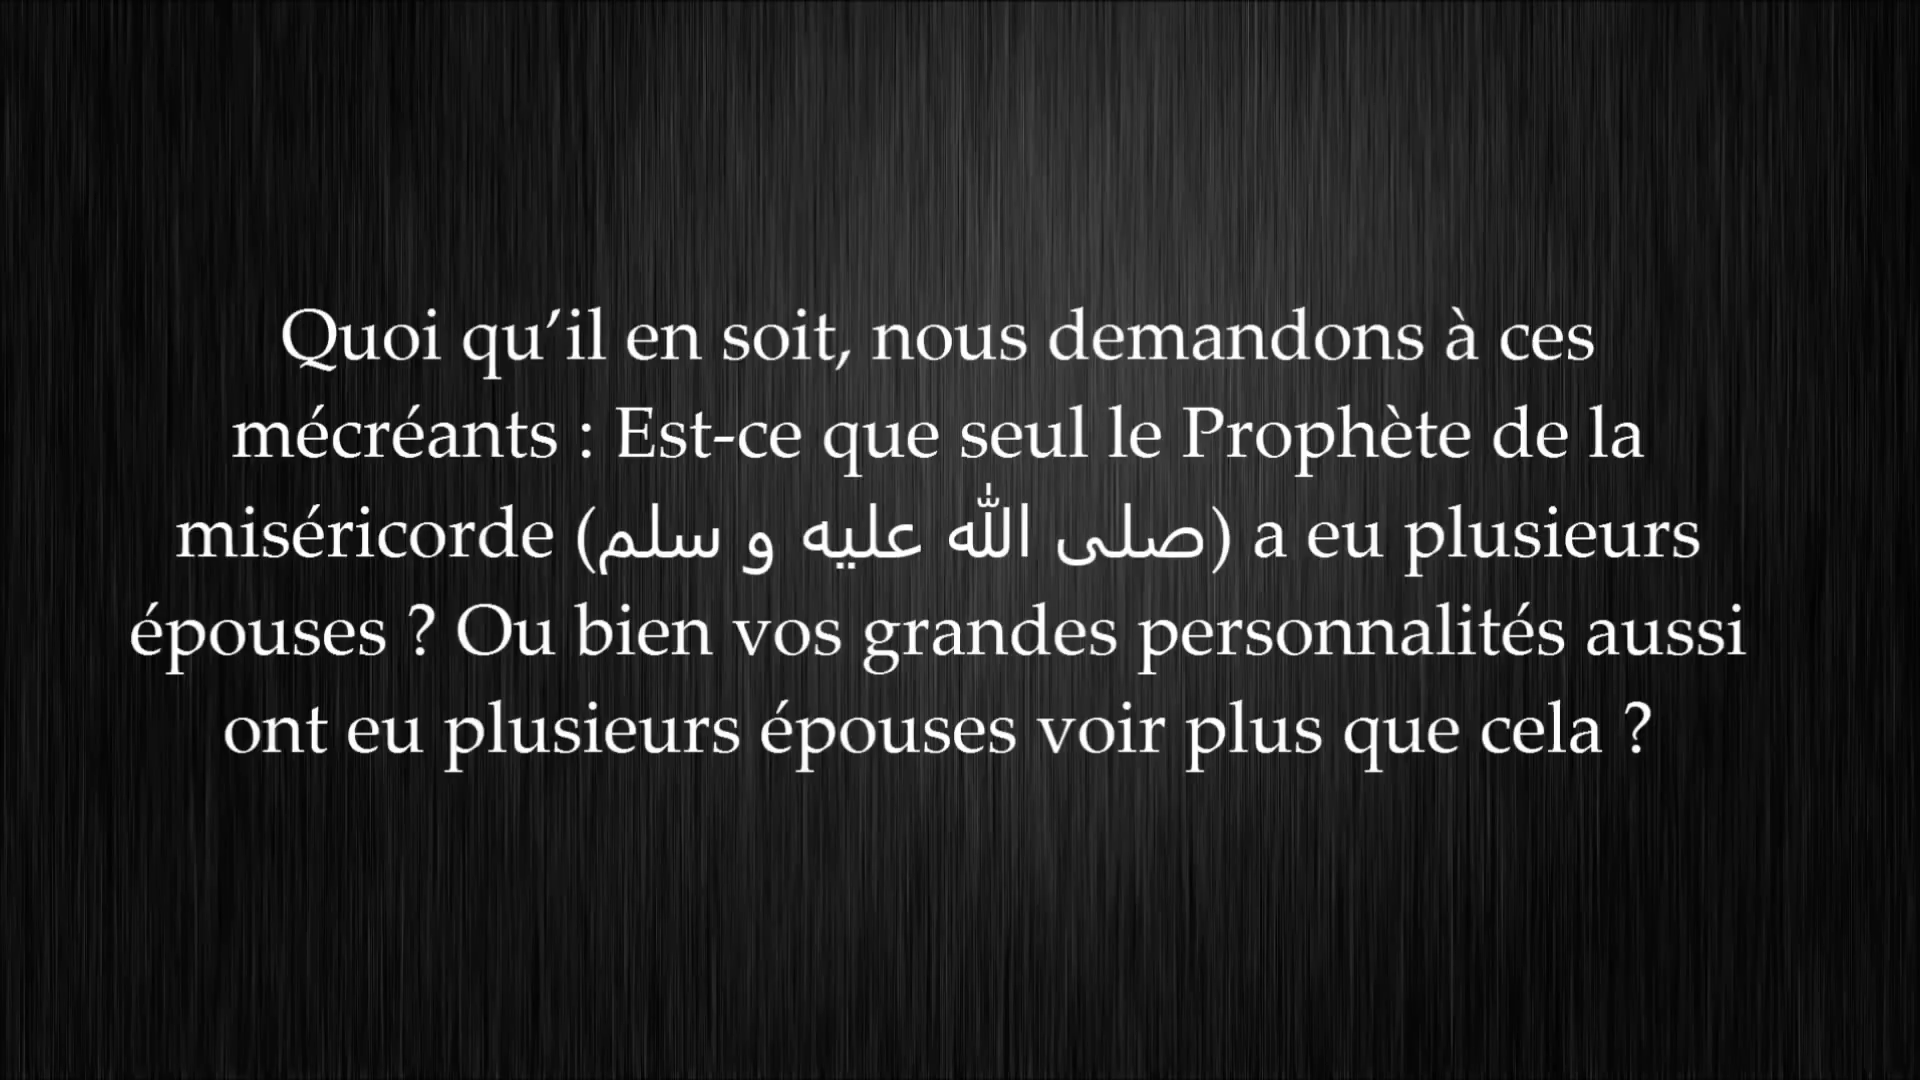 Quoi qu’il en soit, nous demandons à ces
mécréants : Est-ce que seul le Prophète de la
miséricorde (صلى الله عليه و سلم) a eu plusieurs
épouses ? Ou bien vos grandes personnalités aussi
ont eu plusieurs épouses voir plus que cela ?